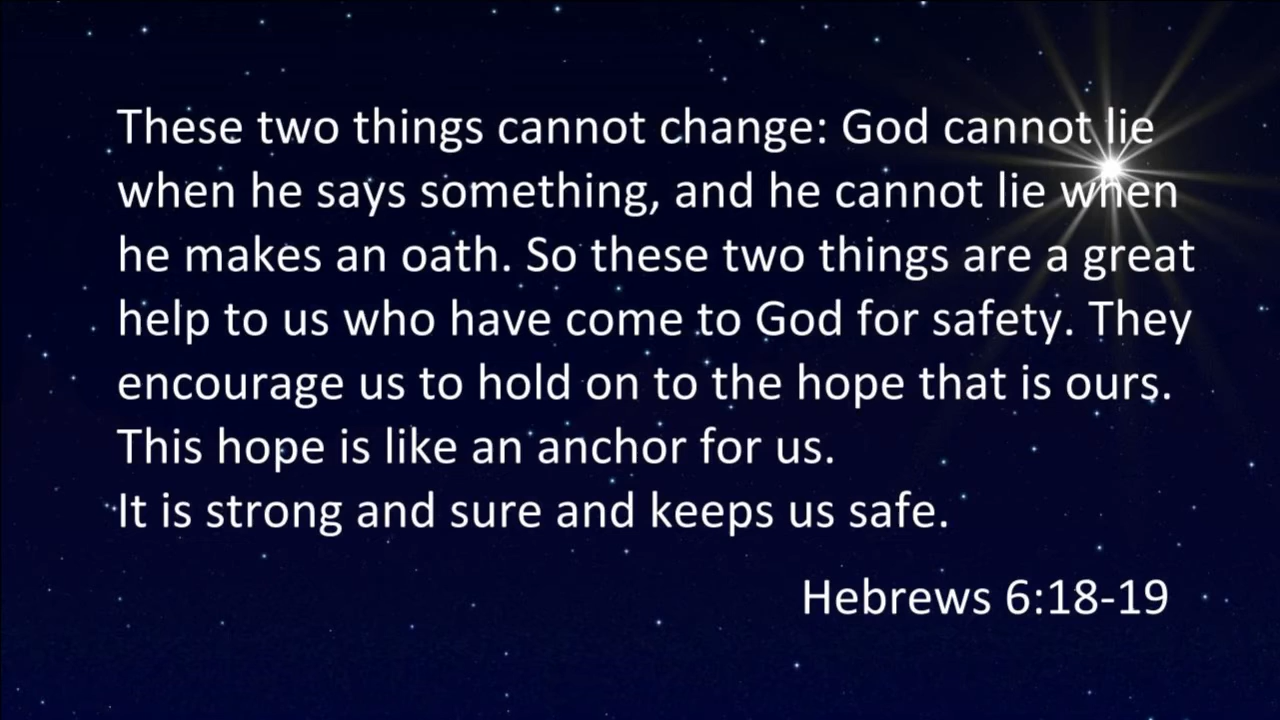 These two things cannot change: God cannot lie
when he says something, and he cannot lie when
he makes an oath. So these two things are a great
help to us who have come to God for safety. They
encourage us to hold on to the hope that is ours.
This hope is like an anchor for us.
It is strong and sure and keeps us safe.
Hebrews 6:18-19